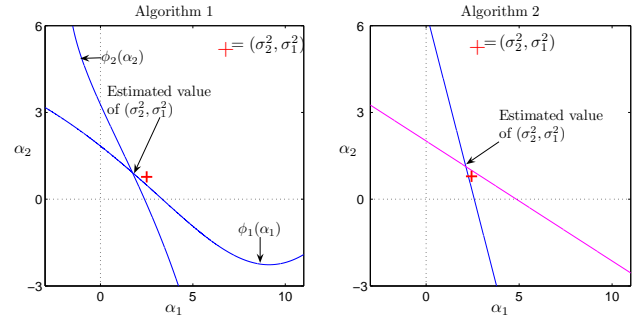 Algorithm 1
6
3
0
−3
0
5
10
α₂
α₁
ϕ₂(α₂)
+= (σ₂², σ₁²)
Estimated value
of (σ₂², σ₁²)
ϕ₁(α₁)
Algorithm 2
6
3
0
−3
0
5
10
α₂
α₁
+= (σ₂², σ₁²)
Estimated value
of (σ₂², σ₁²)